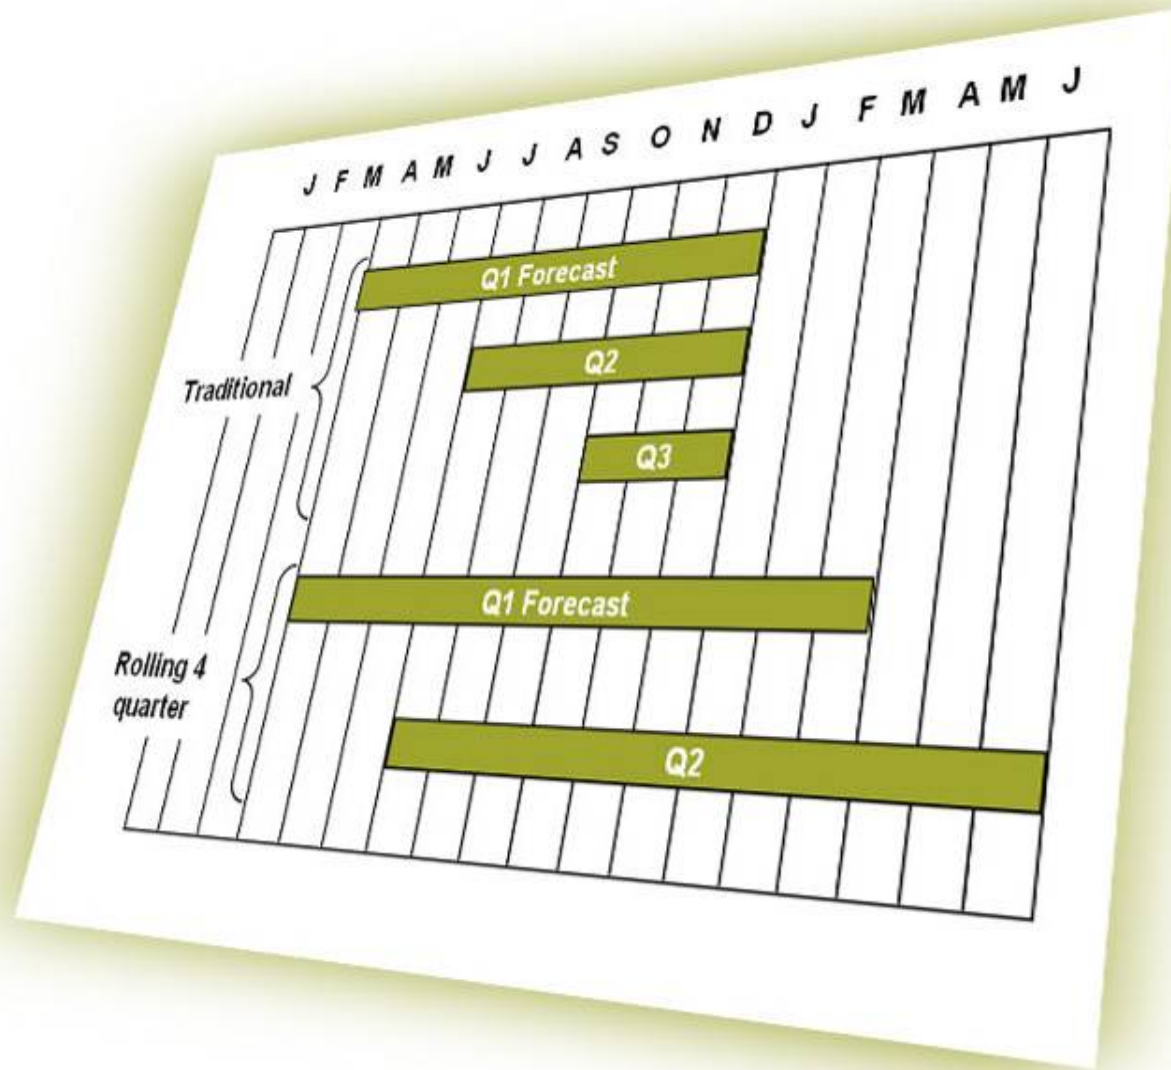 J F M A M J J A S O N D J F M A M J
Q1 Forecast
Q2
Traditional
Q3
Q1 Forecast
Rolling 4
quarter
Q2